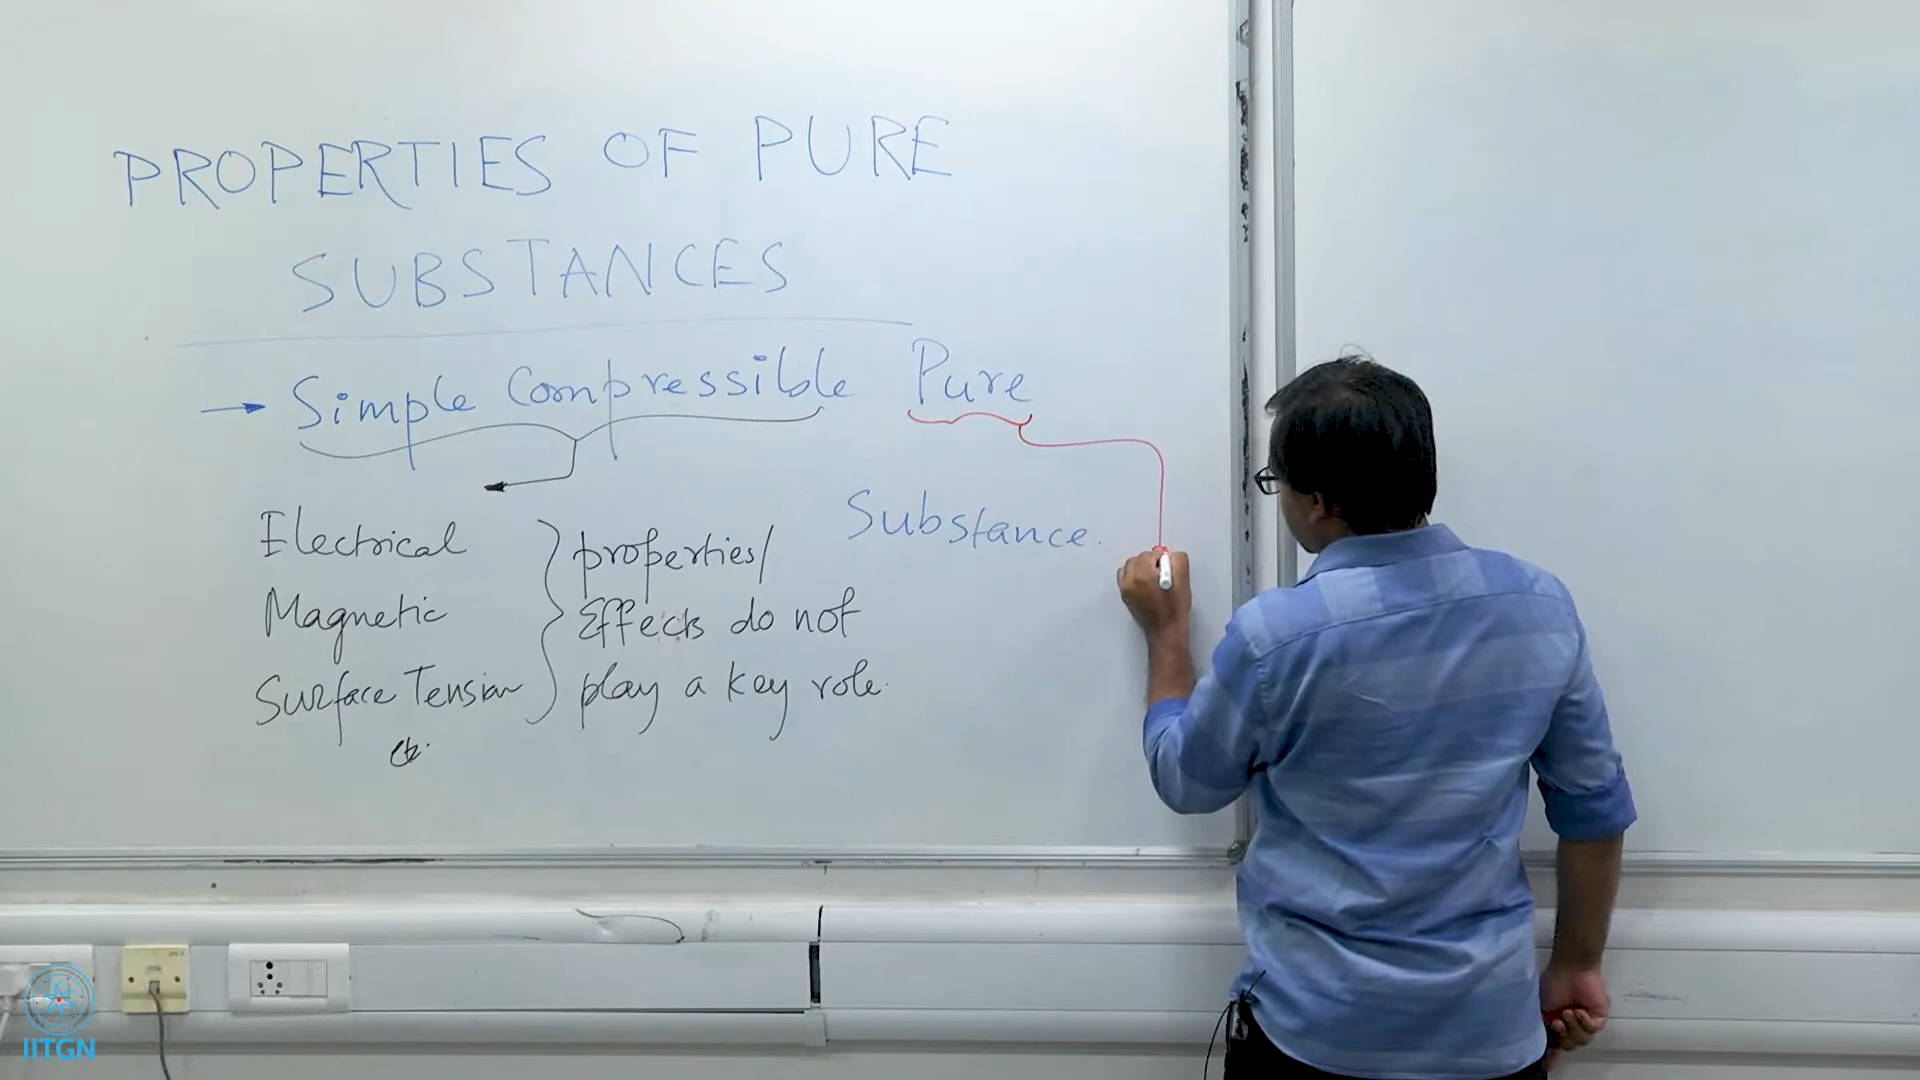 PROPERTIES OF PURE
SUBSTANCES
→ Simple Compressible Pure
Substance.
Electrical
Magnetic
Surface Tension
etc.
properties/
Effects do not
play a key role.
IITGN